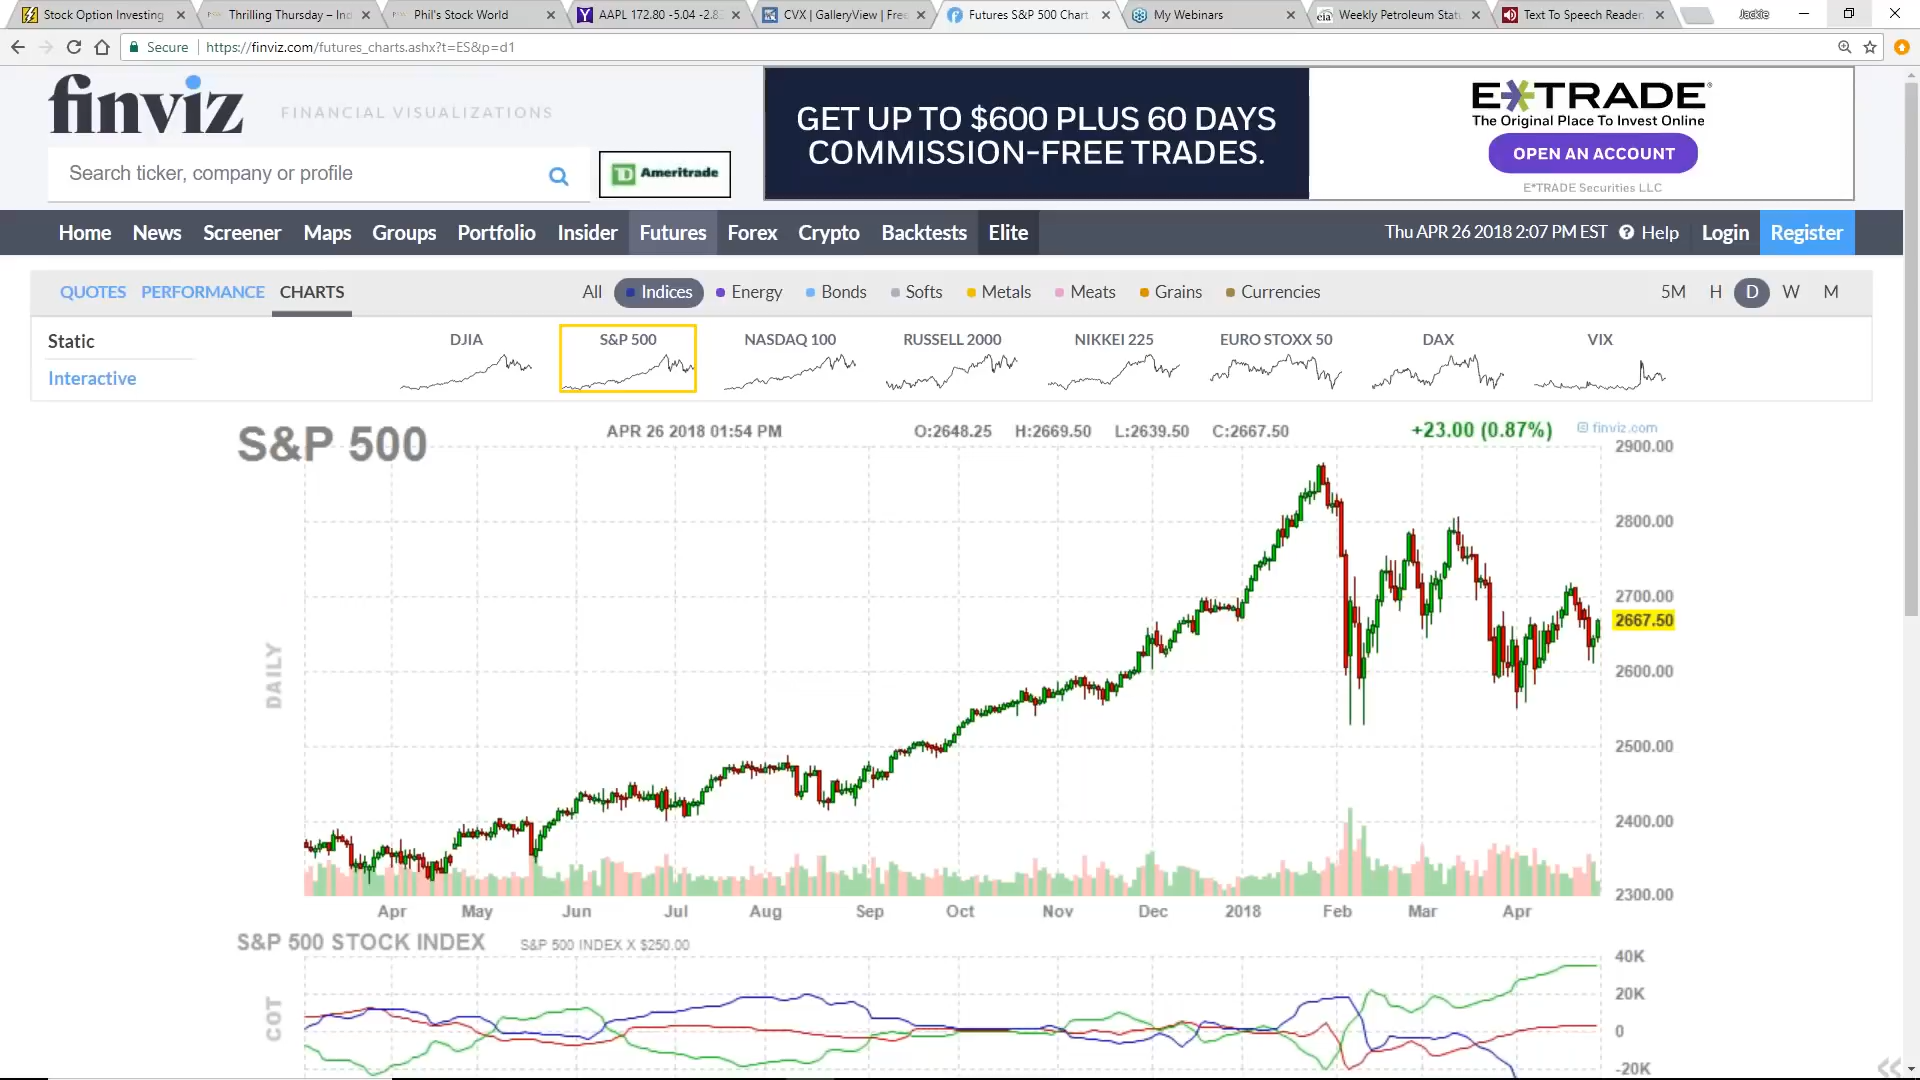 Stock Option Investing
Thrilling Thursday – Ind
Phil's Stock World
AAPL 172.80 -5.04 -2.8
CVX | GalleryView | Free
Futures S&P 500 Chart
My Webinars
Weekly Petroleum Stat
Text To Speech Reader
Jackie
Secure
https://finviz.com/futures_charts.ashx?t=ES&p=d1
finviz
FINANCIAL VISUALIZATIONS
GET UP TO $600 PLUS 60 DAYS
COMMISSION-FREE TRADES.
E*TRADE
The Original Place To Invest Online
OPEN AN ACCOUNT
E*TRADE Securities LLC
Search ticker, company or profile
Ameritrade
Home News Screener Maps Groups Portfolio Insider Futures Forex Crypto Backtests Elite
Thu APR 26 2018 2:07 PM EST ? Help Login Register
QUOTES PERFORMANCE CHARTS
All Indices Energy Bonds Softs Metals Meats Grains Currencies
5M H D W M
Static
Interactive
DJIA S&P 500 NASDAQ 100 RUSSELL 2000 NIKKEI 225 EURO STOXX 50 DAX VIX
S&P 500
APR 26 2018 01:54 PM O:2648.25 H:2669.50 L:2639.50 C:2667.50 +23.00 (0.87%) © finviz.com
2900.00
2800.00
2700.00
2667.50
2600.00
2500.00
2400.00
2300.00
DAILY
Apr May Jun Jul Aug Sep Oct Nov Dec 2018 Feb Mar Apr
S&P 500 STOCK INDEX S&P 500 INDEX X $250.00
COT
40K
20K
0
-20K